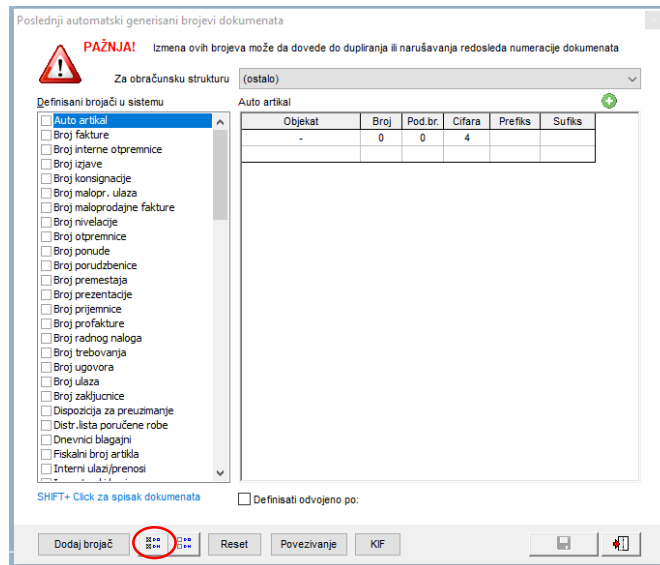 Poslednji automatski generisani brojevi dokumenata
PAŽNJA! Izmena ovih brojeva može da dovede do dupliranja ili narušavanja redosleda numeracije dokumenata
Za obračunsku strukturu (ostalo)
Definisani brojači u sistemu
Auto artikal
Broj fakture
Broj interne otpremnice
Broj izjave
Broj konsignacije
Broj malopr. ulaza
Broj maloprodajne fakture
Broj nivelacije
Broj otpremnice
Broj ponude
Broj porudzbenice
Broj premestaja
Broj prezentacije
Broj prijemnice
Broj profakture
Broj radnog naloga
Broj trebovanja
Broj ugovora
Broj ulaza
Broj zakljucnice
Dispozicija za preuzimanje
Distr.lista poručene robe
Dnevnici blagajni
Fiskalni broj artikla
Interni ulazi/prenosi
SHIFT+ Click za spisak dokumenata
Auto artikal
Objekat Broj Pod.br. Cifara Prefiks Sufiks
- 0 0 4
Definisati odvojeno po:
Dodaj brojač Reset Povezivanje KIF